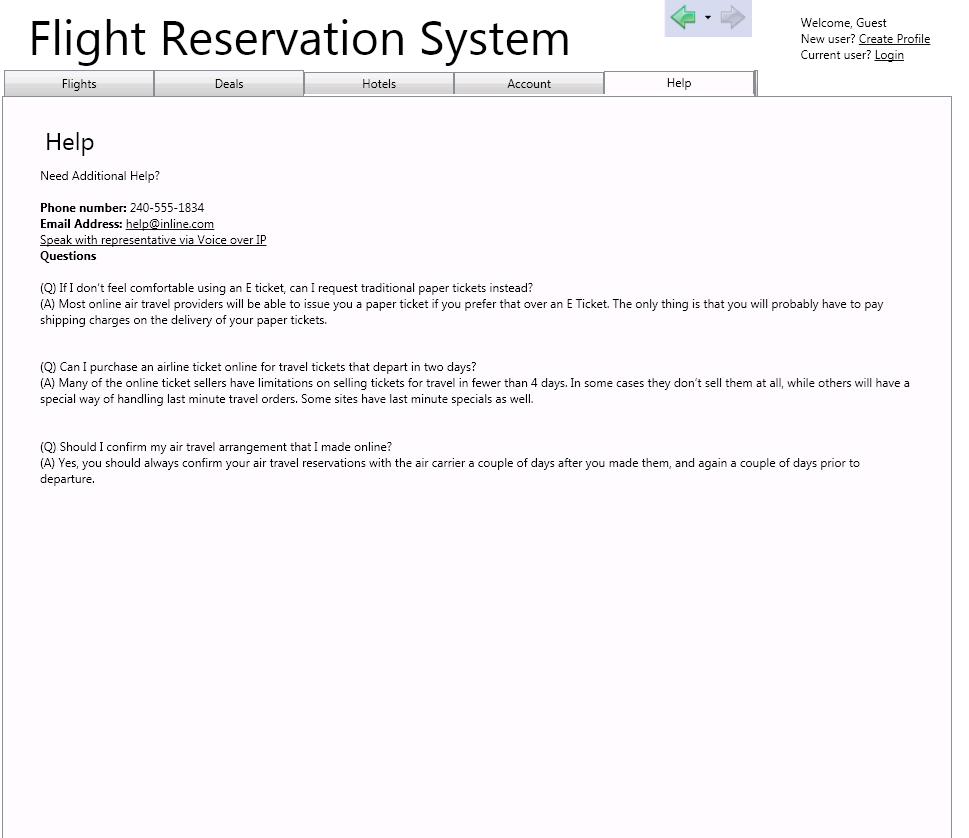 Flight Reservation System
Welcome, Guest
New user? Create Profile
Current user? Login
Flights
Deals
Hotels
Account
Help
Help
Need Additional Help?
Phone number: 240-555-1834
Email Address: help@inline.com
Speak with representative via Voice over IP
Questions
(Q) If I don't feel comfortable using an E ticket, can I request traditional paper tickets instead?
(A) Most online air travel providers will be able to issue you a paper ticket if you prefer that over an E Ticket. The only thing is that you will probably have to pay
shipping charges on the delivery of your paper tickets.
(Q) Can I purchase an airline ticket online for travel tickets that depart in two days?
(A) Many of the online ticket sellers have limitations on selling tickets for travel in fewer than 4 days. In some cases they don't sell them at all, while others will have a
special way of handling last minute travel orders. Some sites have last minute specials as well.
(Q) Should I confirm my air travel arrangement that I made online?
(A) Yes, you should always confirm your air travel reservations with the air carrier a couple of days after you made them, and again a couple of days prior to
departure.